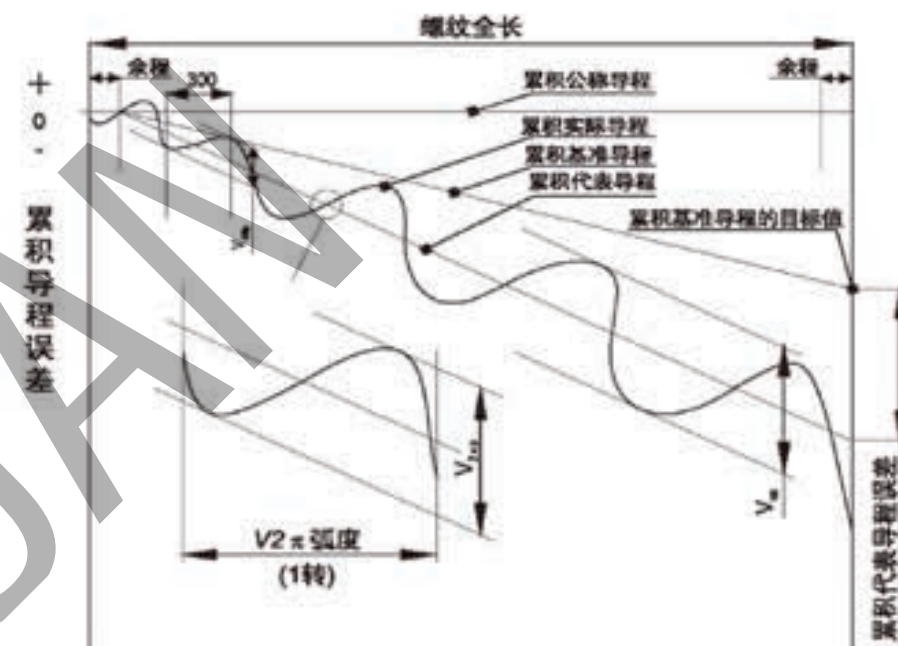 螺纹全长
余程
300
余程
+
0
-
累积公称导程
累积实际导程
累积基准导程
累积代表导程
累积基准导程的目标值
累积导程误差
V2π弧度
(1转)
累积代表导程误差